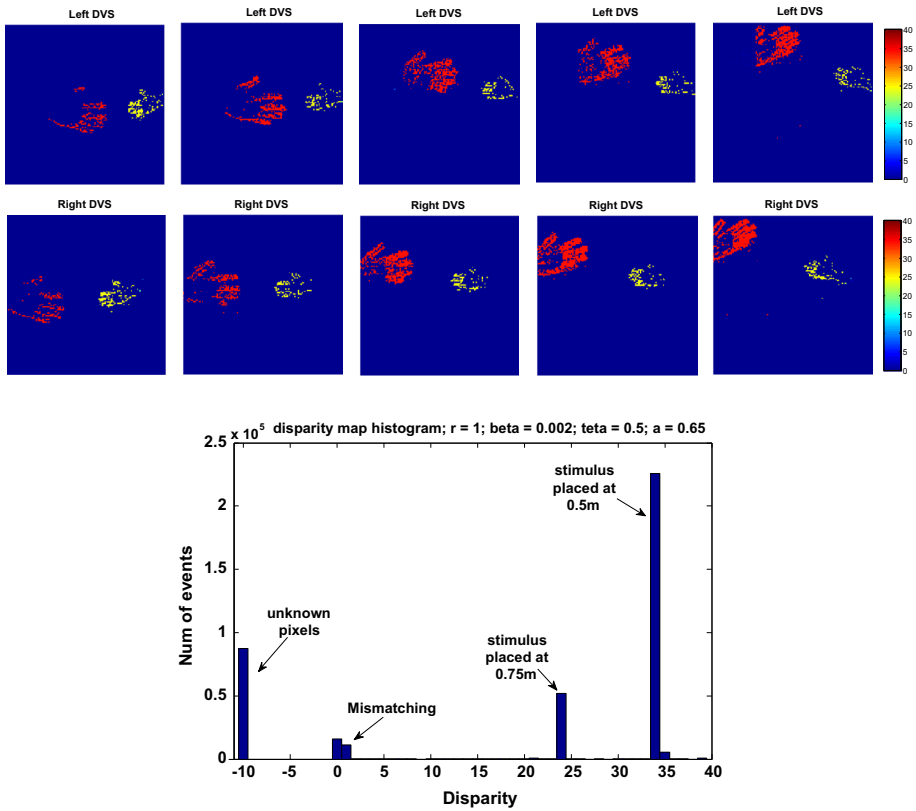 Left DVS Left DVS Left DVS Left DVS Left DVS
40
35
30
25
20
15
10
5
0
Right DVS Right DVS Right DVS Right DVS Right DVS
40
35
30
25
20
15
10
5
0
x 10^5 disparity map histogram; r = 1; beta = 0.002; teta = 0.5; a = 0.65
2.5
2
1.5
1
0.5
0
Num of events
stimulus
placed at
0.5m
unknown
pixels
stimulus
placed at
0.75m
Mismatching
-10 -5 0 5 10 15 20 25 30 35 40
Disparity